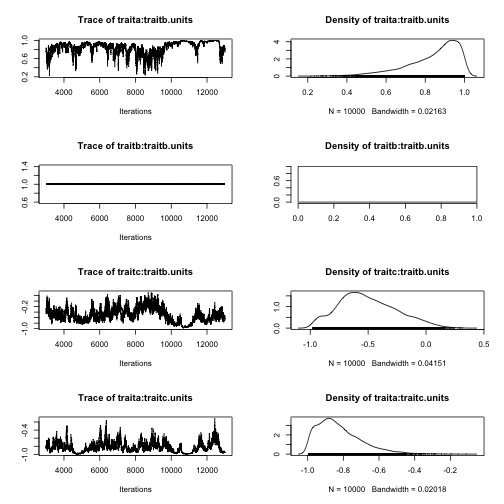 Trace of traita:traitb.units
Density of traita:traitb.units
1.0
0.6
0.2
4000 6000 8000 10000 12000
Iterations
4
2
0
0.2 0.4 0.6 0.8 1.0
N = 10000 Bandwidth = 0.02163
Trace of traitb:traitb.units
Density of traitb:traitb.units
1.4
1.0
0.6
4000 6000 8000 10000 12000
Iterations
0.6
0.0
0.0 0.2 0.4 0.6 0.8 1.0
Trace of traitc:traitb.units
Density of traitc:traitb.units
-0.2
-1.0
4000 6000 8000 10000 12000
Iterations
1.0
0.0
-1.0 -0.5 0.0 0.5
N = 10000 Bandwidth = 0.04151
Trace of traita:traitc.units
Density of traita:traitc.units
-0.4
-1.0
4000 6000 8000 10000 12000
Iterations
2
0
-1.0 -0.8 -0.6 -0.4 -0.2
N = 10000 Bandwidth = 0.02018